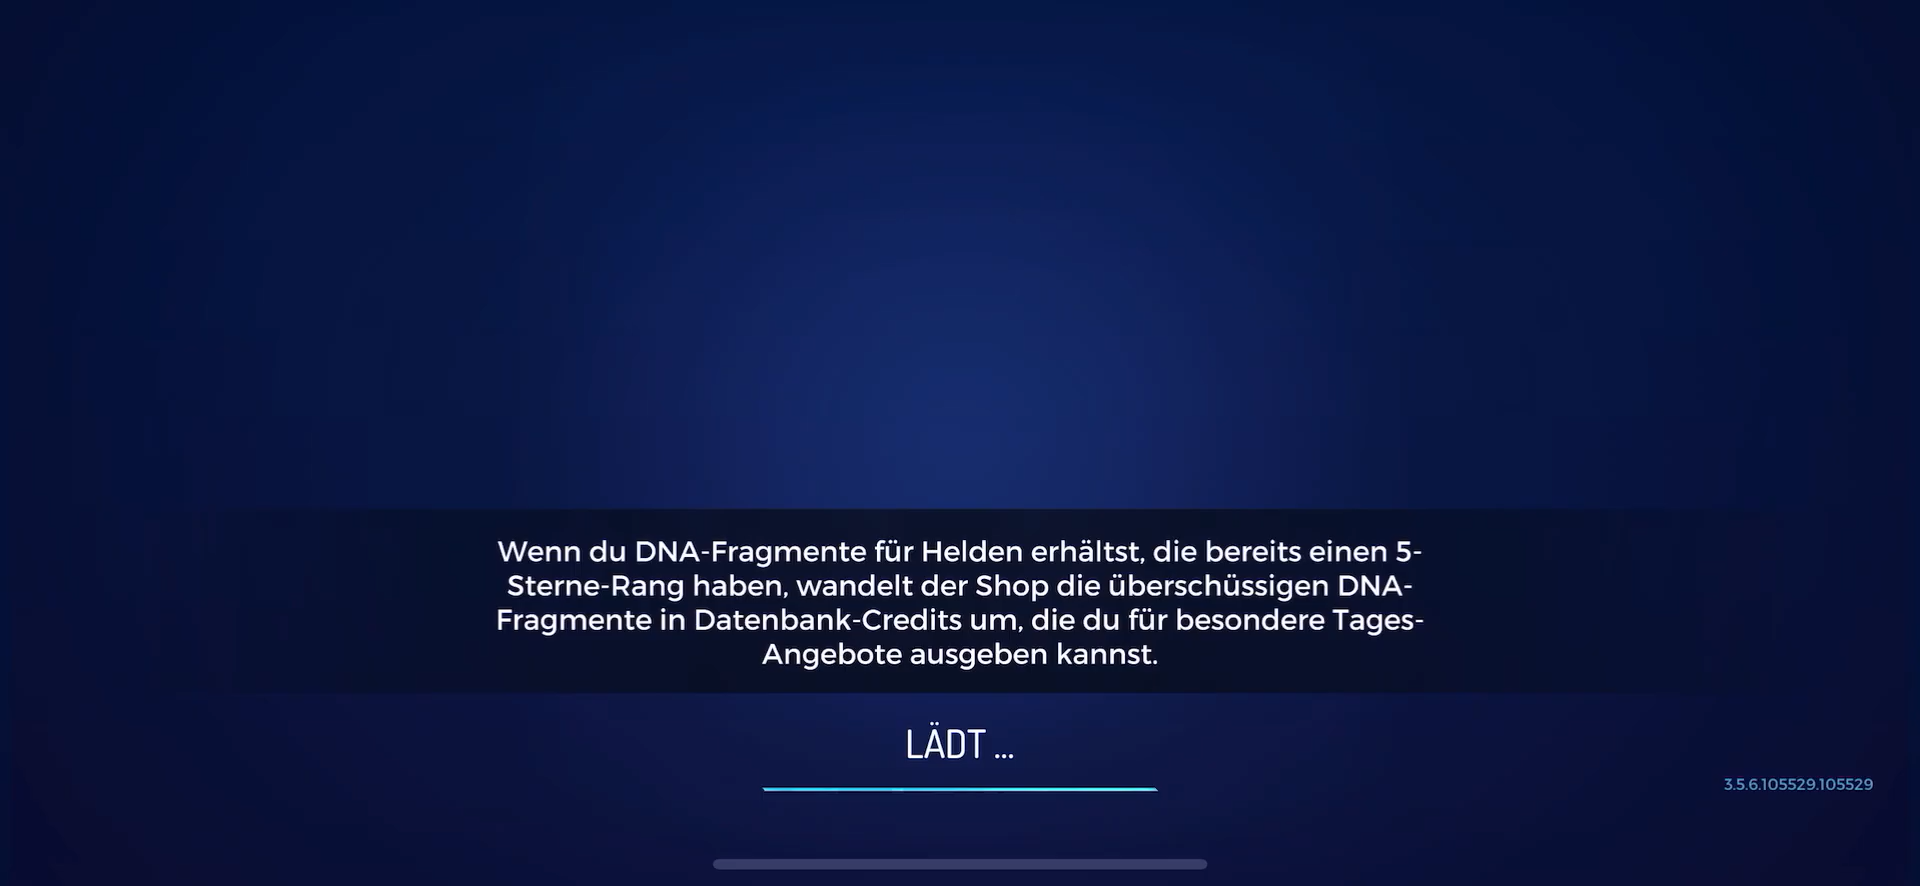 Wenn du DNA-Fragmente für Helden erhältst, die bereits einen 5-
Sterne-Rang haben, wandelt der Shop die überschüssigen DNA-
Fragmente in Datenbank-Credits um, die du für besondere Tages-
Angebote ausgeben kannst.
LÄDT ...
3.5.6.105529.105529